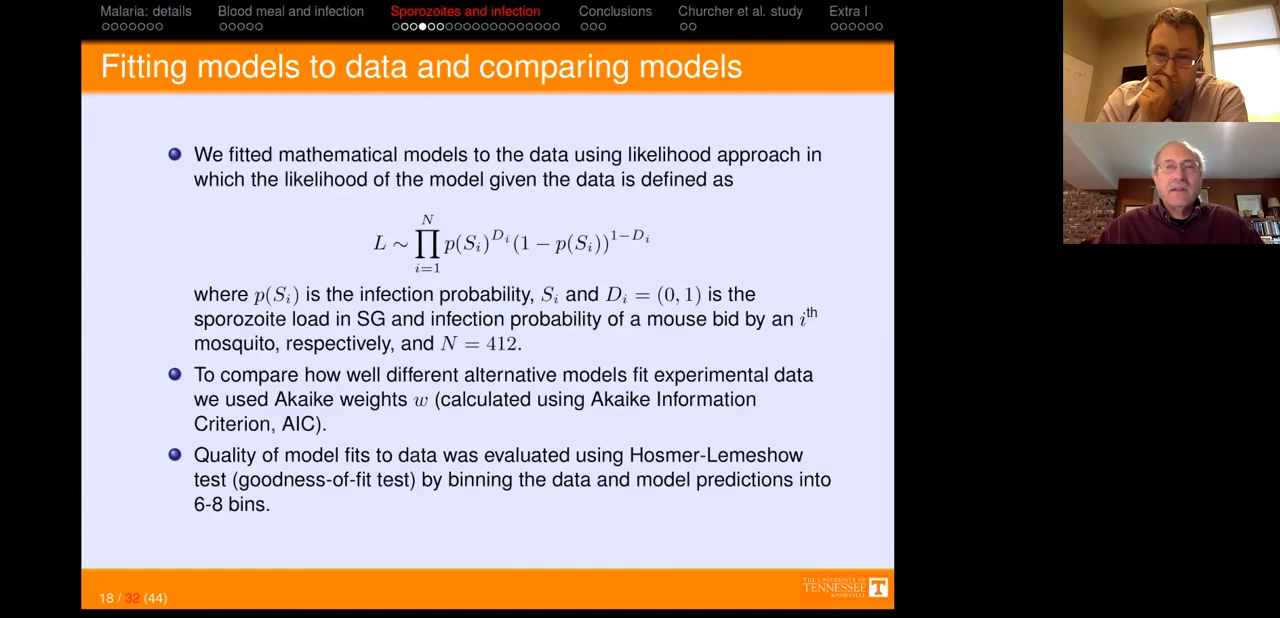 Malaria: details Blood meal and infection Sporozoites and infection Conclusions Churcher et al. study Extra I
Fitting models to data and comparing models
We fitted mathematical models to the data using likelihood approach in
which the likelihood of the model given the data is defined as
L ∼ ∏_{i=1}^{N} p(S_i)^{D_i}(1 − p(S_i))^{1−D_i}
where p(S_i) is the infection probability, S_i and D_i = (0, 1) is the
sporozoite load in SG and infection probability of a mouse bid by an i^th
mosquito, respectively, and N = 412.
To compare how well different alternative models fit experimental data
we used Akaike weights w (calculated using Akaike Information
Criterion, AIC).
Quality of model fits to data was evaluated using Hosmer-Lemeshow
test (goodness-of-fit test) by binning the data and model predictions into
6-8 bins.
THE UNIVERSITY OF
TENNESSEE T
KNOXVILLE
18 / 32 (44)